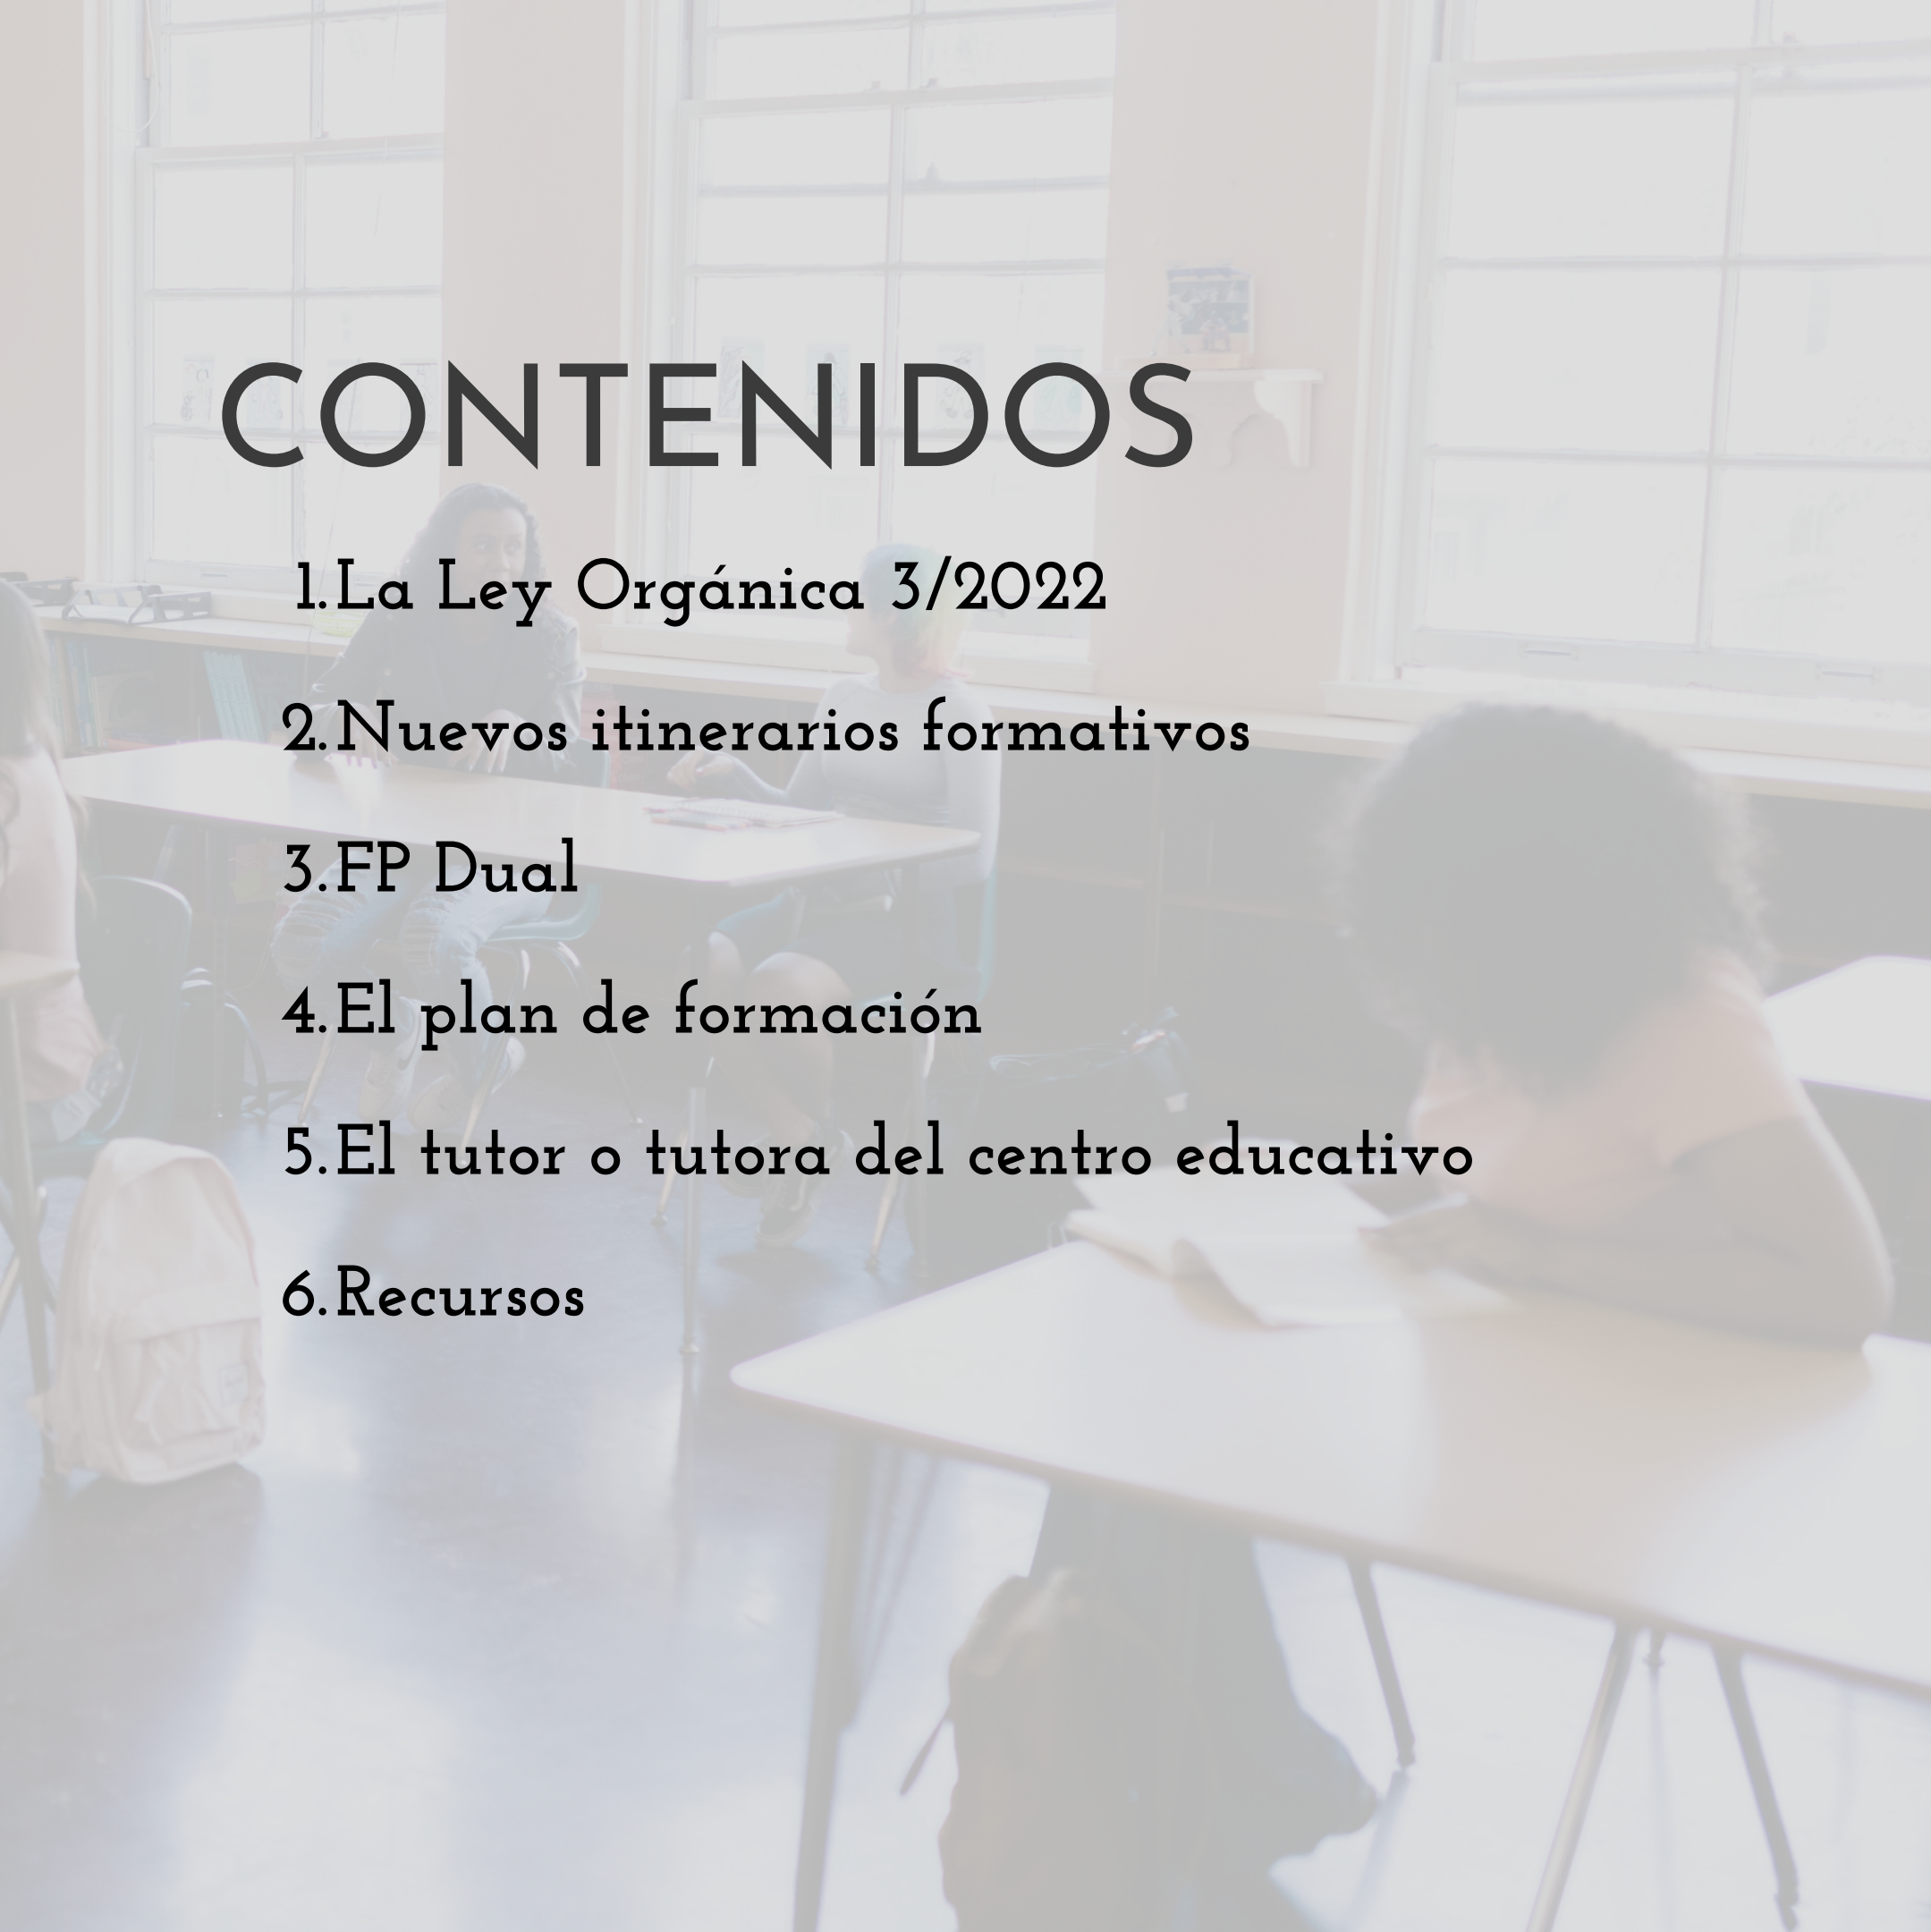 CONTENIDOS
1.La Ley Orgánica 3/2022
2.Nuevos itinerarios formativos
3.FP Dual
4.El plan de formación
5.El tutor o tutora del centro educativo
6.Recursos